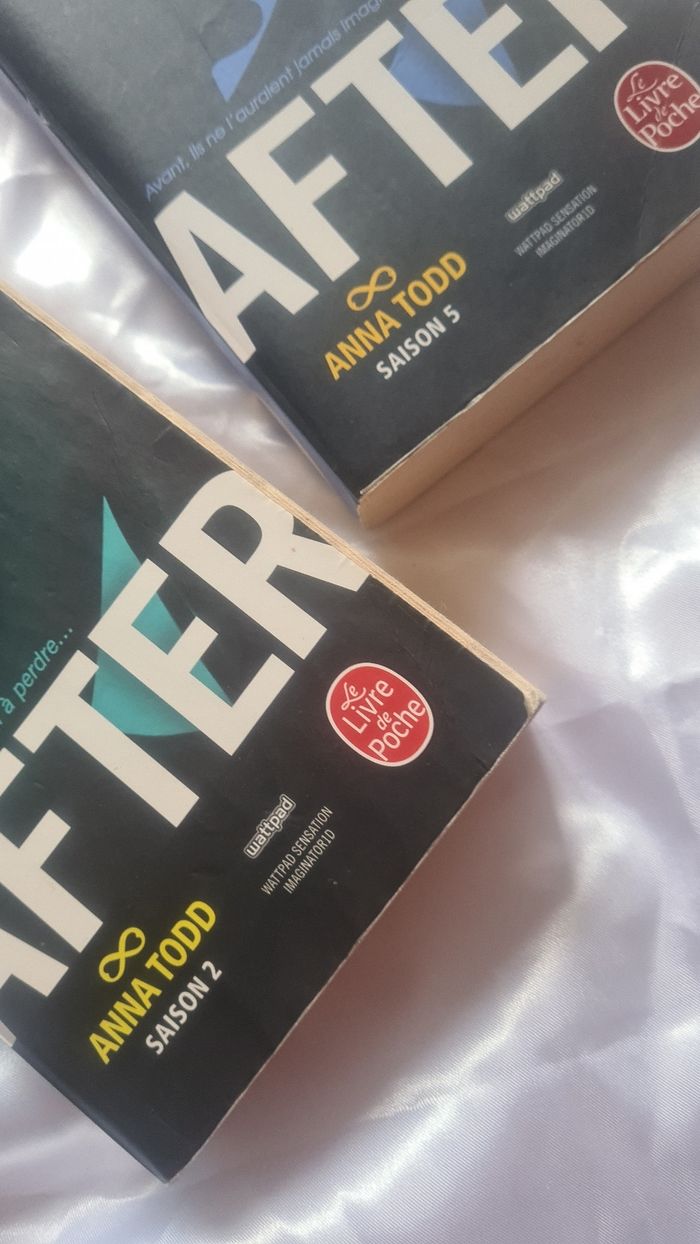 Avant, ils ne l'auraient jamais
AFTER
Le
Livre
de
Poche
wattpad
WATTPAD SENSATION
IMAGINATOR1D
ANNA TODD
SAISON 5
à perdre...
AFTER
Le
Livre
de
Poche
wattpad
WATTPAD SENSATION
IMAGINATOR1D
ANNA TODD
SAISON 2